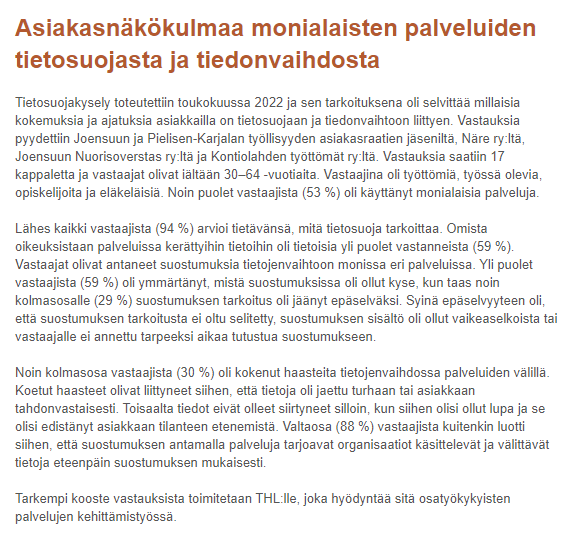 Asiakasnäkökulmaa monialaisten palveluiden
tietosuojasta ja tiedonvaihdosta
Tietosuojakysely toteutettiin toukokuussa 2022 ja sen tarkoituksena oli selvittää millaisia
kokemuksia ja ajatuksia asiakkailla on tietosuojaan ja tiedonvaihtoon liittyen. Vastauksia
pyydettiin Joensuun ja Pielisen-Karjalan työllisyyden asiakasraatien jäseniltä, Näre ry:ltä,
Joensuun Nuorisoverstas ry:ltä ja Kontiolahden työttömät ry:ltä. Vastauksia saatiin 17
kappaletta ja vastaajat olivat iältään 30–64 -vuotiaita. Vastaajina oli työttömiä, työssä olevia,
opiskelijoita ja eläkeläisiä. Noin puolet vastaajista (53 %) oli käyttänyt monialaisia palveluja.
Lähes kaikki vastaajista (94 %) arvioi tietävänsä, mitä tietosuoja tarkoittaa. Omista
oikeuksistaan palveluissa kerättyihin tietoihin oli tietoisia yli puolet vastanneista (59 %).
Vastaajat olivat antaneet suostumuksia tietojenvaihtoon monissa eri palveluissa. Yli puolet
vastaajista (59 %) oli ymmärtänyt, mistä suostumuksissa oli ollut kyse, kun taas noin
kolmasosalle (29 %) suostumuksen tarkoitus oli jäänyt epäselväksi. Syinä epäselvyyteen oli,
että suostumuksen tarkoitusta ei oltu selitetty, suostumuksen sisältö oli ollut vaikeaselkoista tai
vastaajalle ei annettu tarpeeksi aikaa tutustua suostumukseen.
Noin kolmasosa vastaajista (30 %) oli kokenut haasteita tietojenvaihdossa palveluiden välillä.
Koetut haasteet olivat liittyneet siihen, että tietoja oli jaettu turhaan tai asiakkaan
tahdonvastaisesti. Toisaalta tiedot eivät olleet siirtyneet silloin, kun siihen olisi ollut lupa ja se
olisi edistänyt asiakkaan tilanteen etenemistä. Valtaosa (88 %) vastaajista kuitenkin luotti
siihen, että suostumuksen antamalla palveluja tarjoavat organisaatiot käsittelevät ja välittävät
tietoja eteenpäin suostumuksen mukaisesti.
Tarkempi kooste vastauksista toimitetaan THL:lle, joka hyödyntää sitä osatyökykyisten
palvelujen kehittämistyössä.